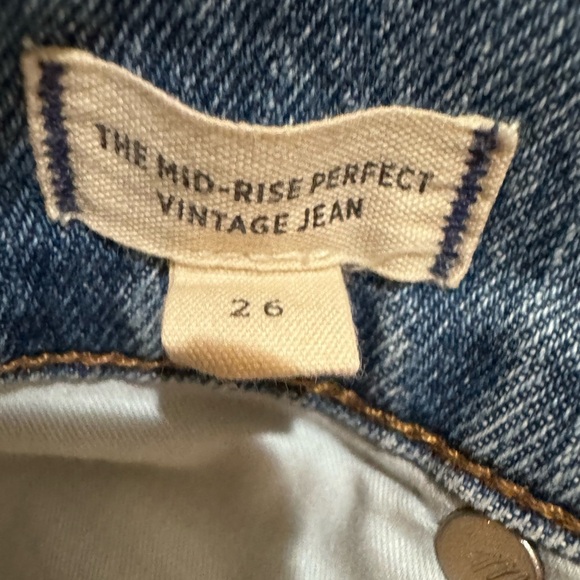 THE MID-RISE PERFECT
VINTAGE JEAN
26